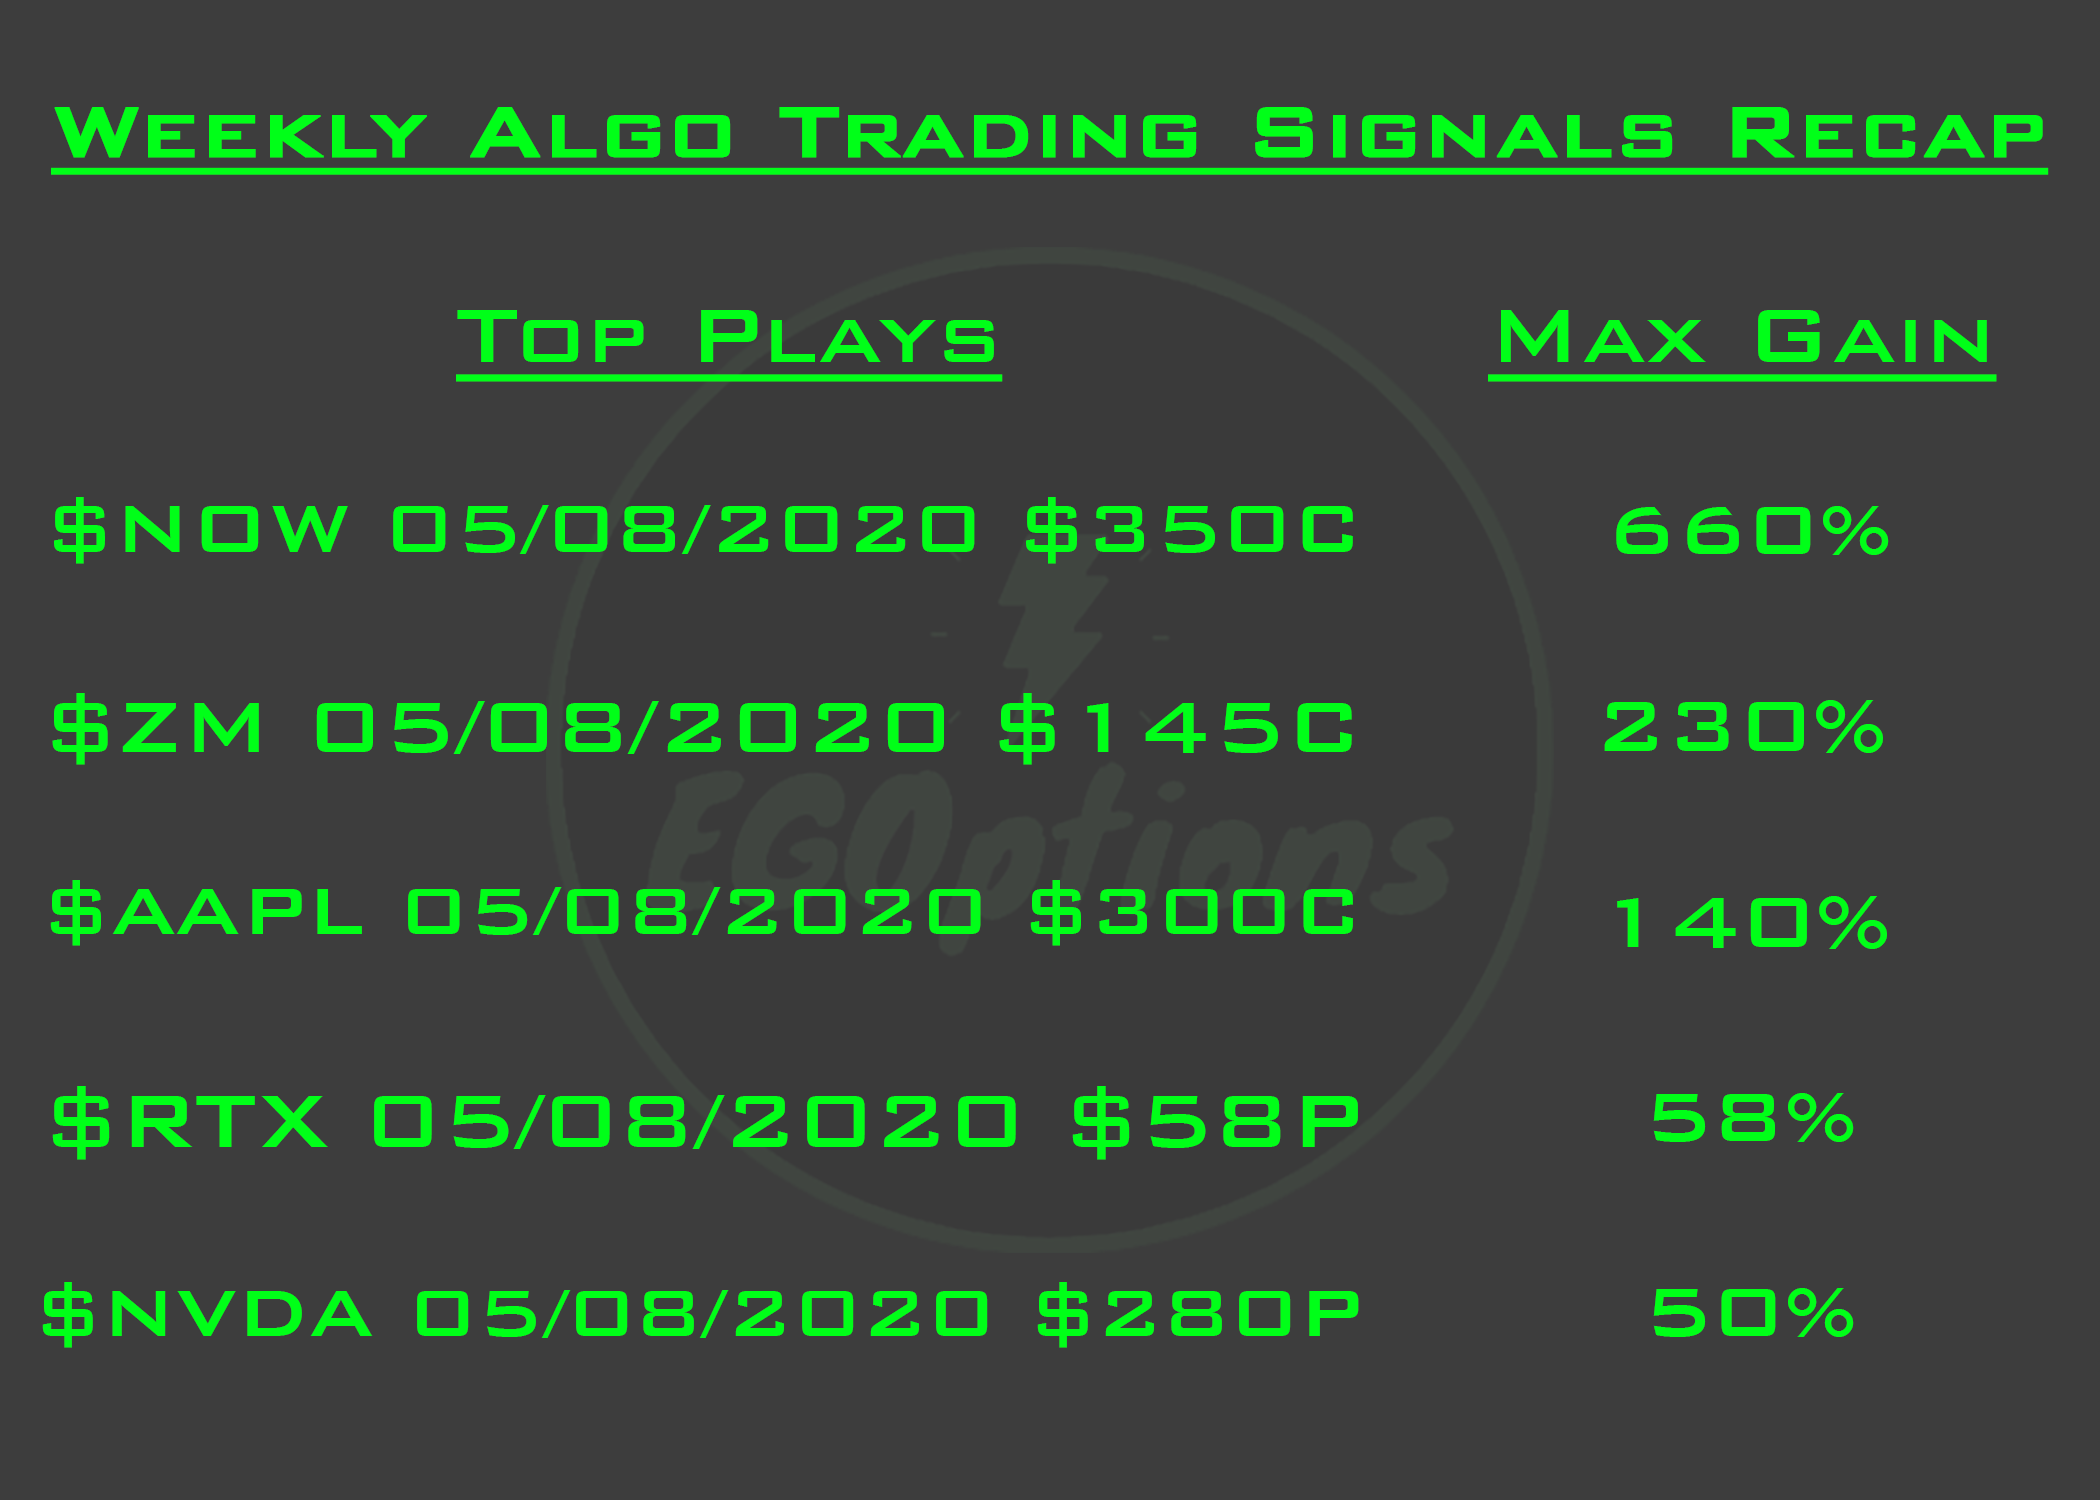 Weekly Algo Trading Signals Recap
Top Plays Max Gain
$NOW 05/08/2020 $350C 660%
$ZM 05/08/2020 $145C 230%
EGOptions
$AAPL 05/08/2020 $300C 140%
$RTX 05/08/2020 $58P 58%
$NVDA 05/08/2020 $280P 50%